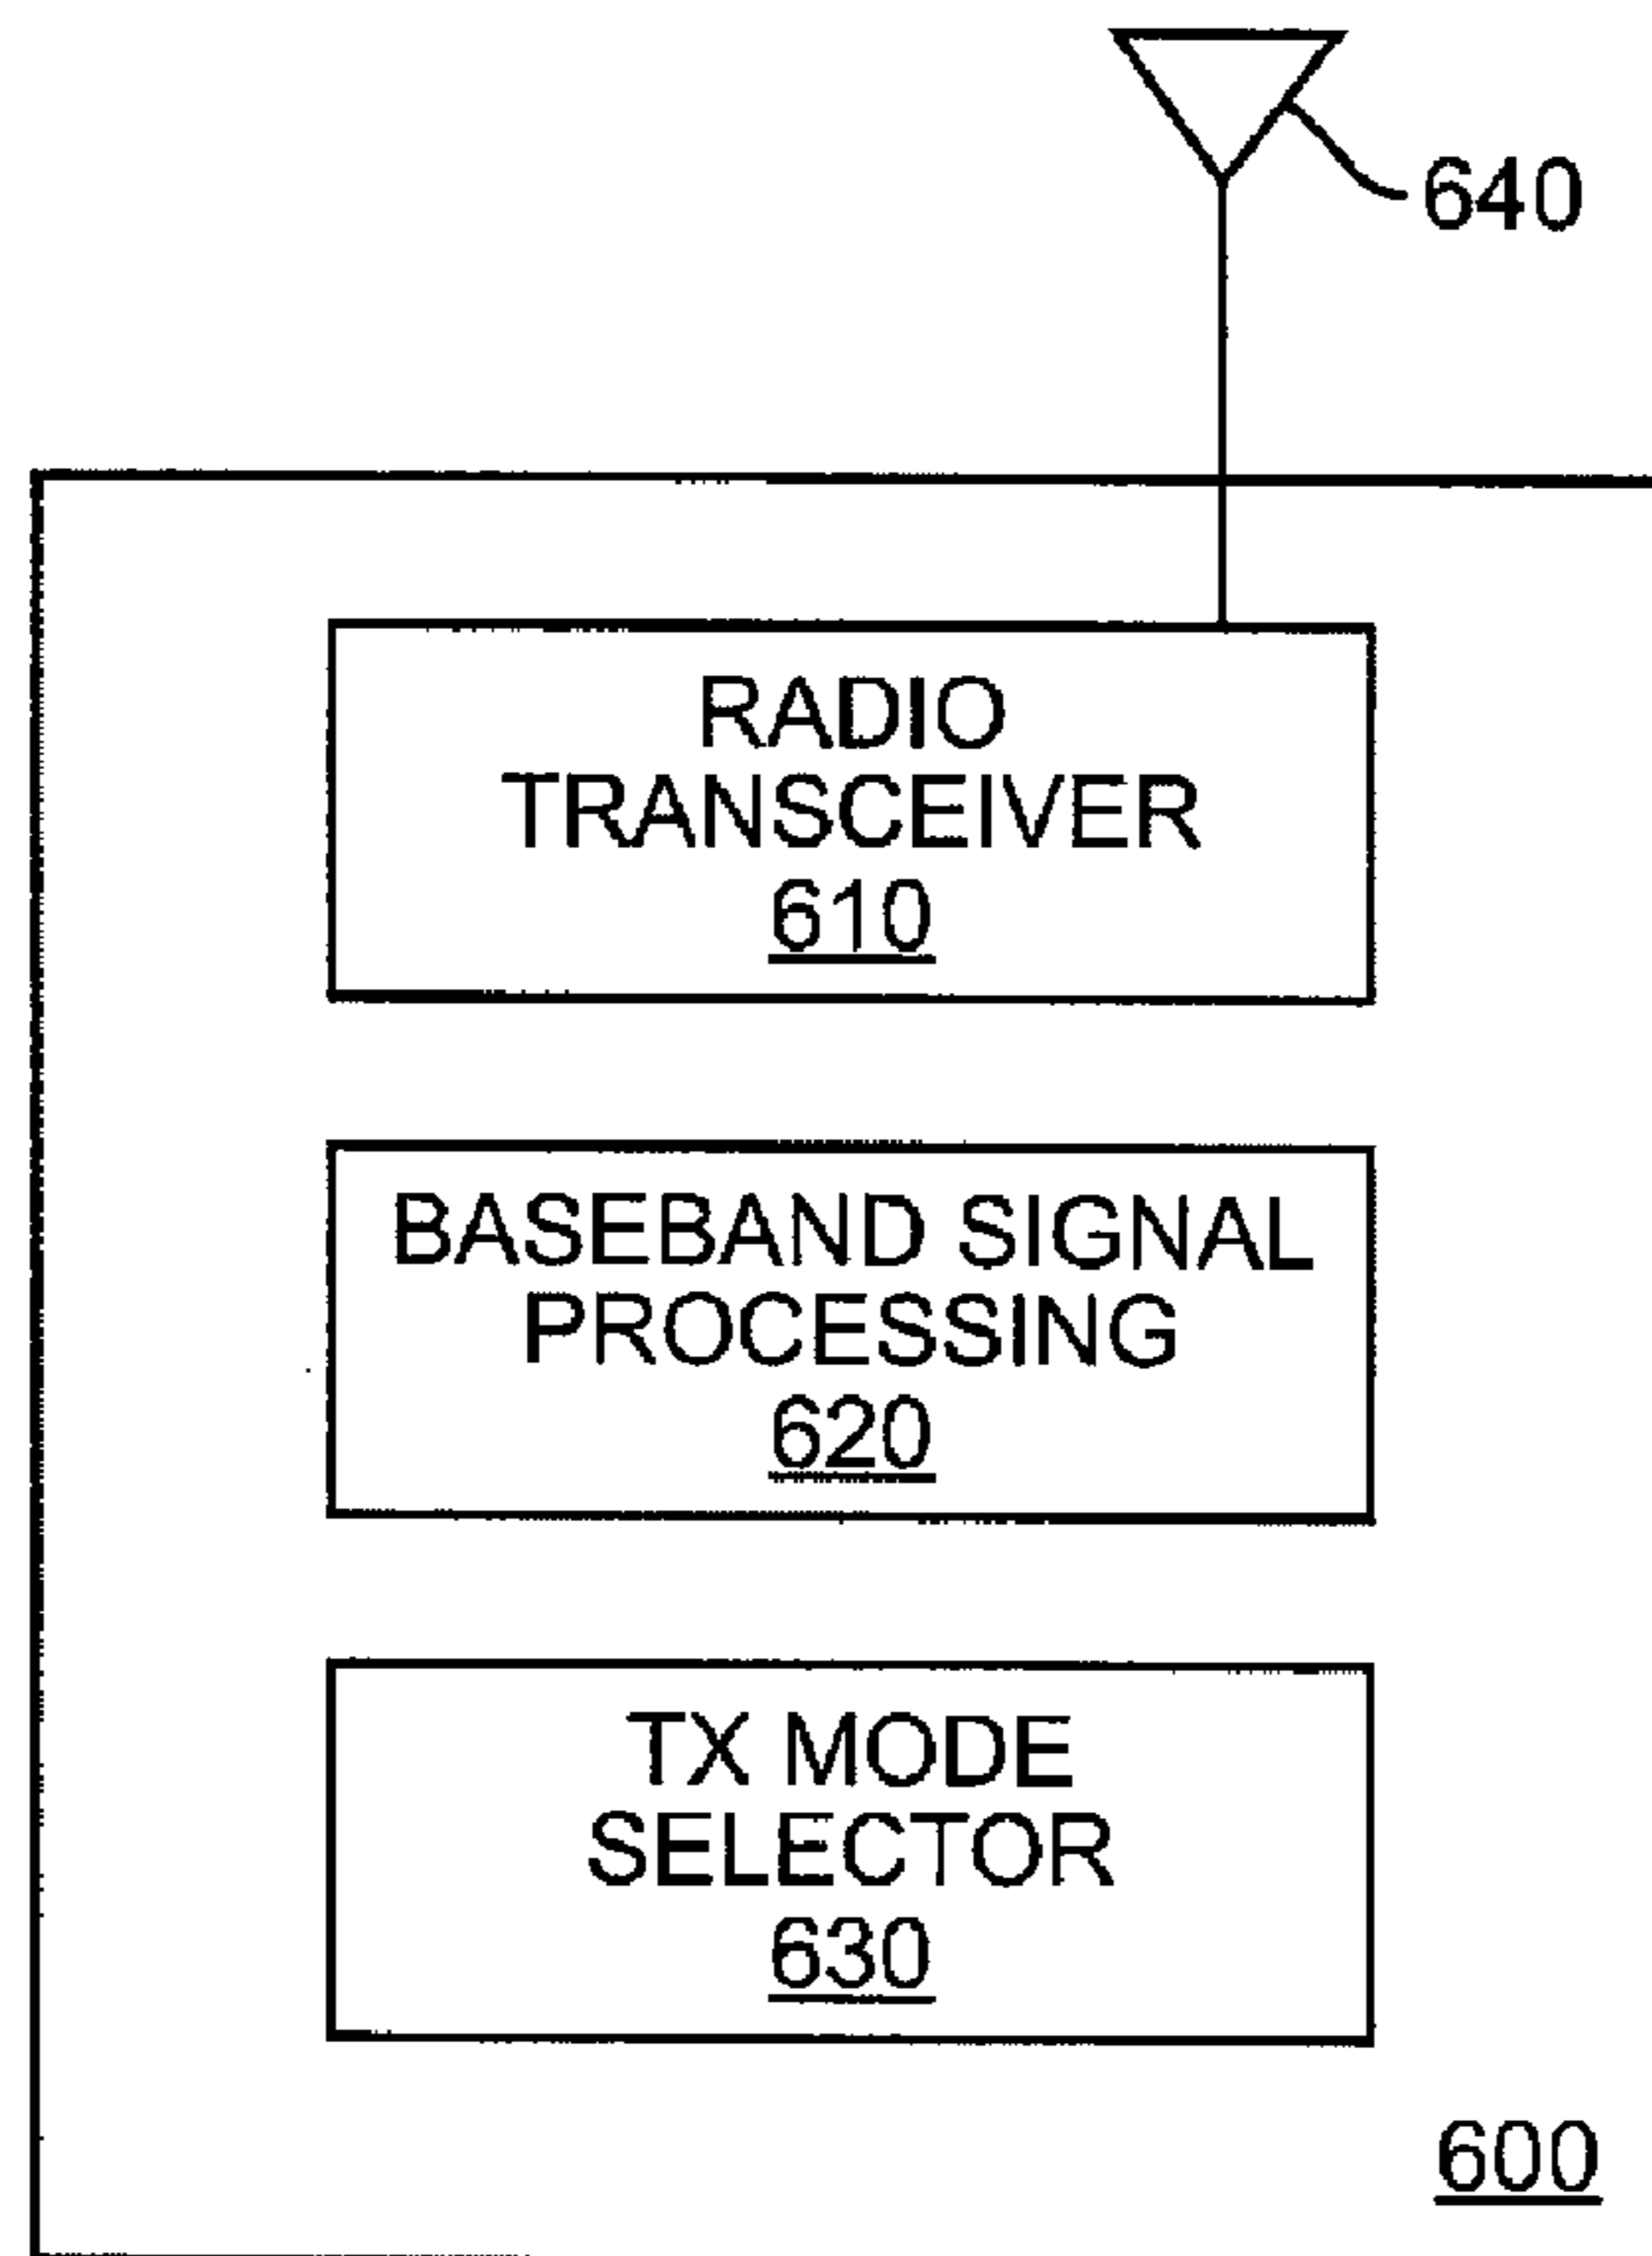 640
RADIO
TRANSCEIVER
610
BASEBAND SIGNAL
PROCESSING
620
TX MODE
SELECTOR
630
600